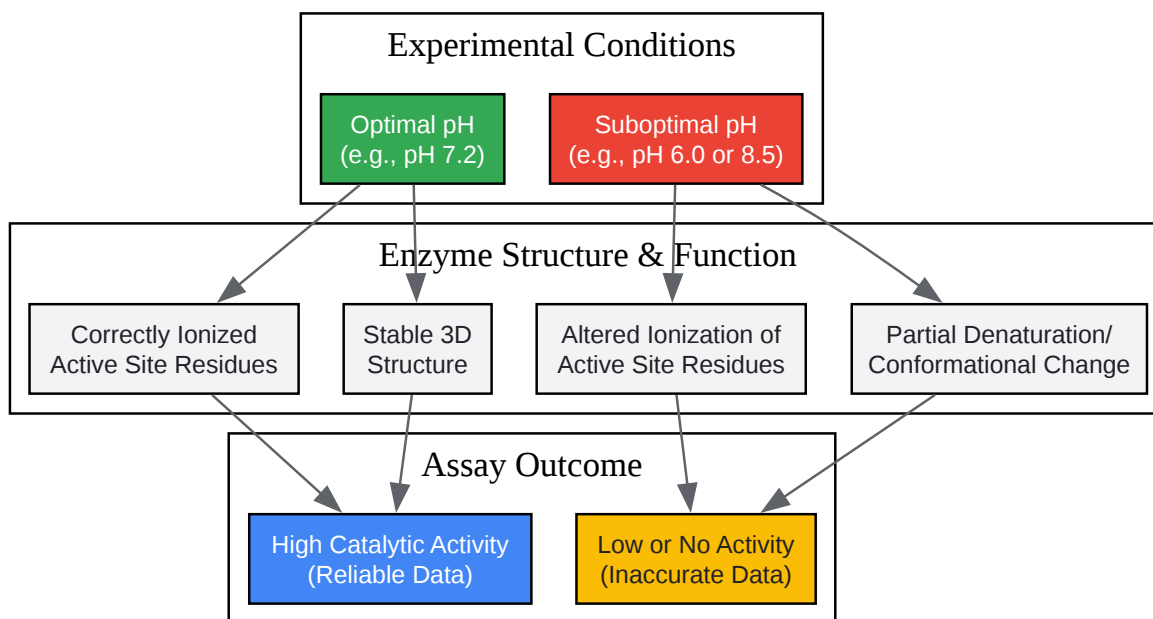 Experimental Conditions
Optimal pH
(e.g., pH 7.2)
Suboptimal pH
(e.g., pH 6.0 or 8.5)
Enzyme Structure & Function
Correctly Ionized
Active Site Residues
Stable 3D
Structure
Altered Ionization of
Active Site Residues
Partial Denaturation/
Conformational Change
Assay Outcome
High Catalytic Activity
(Reliable Data)
Low or No Activity
(Inaccurate Data)